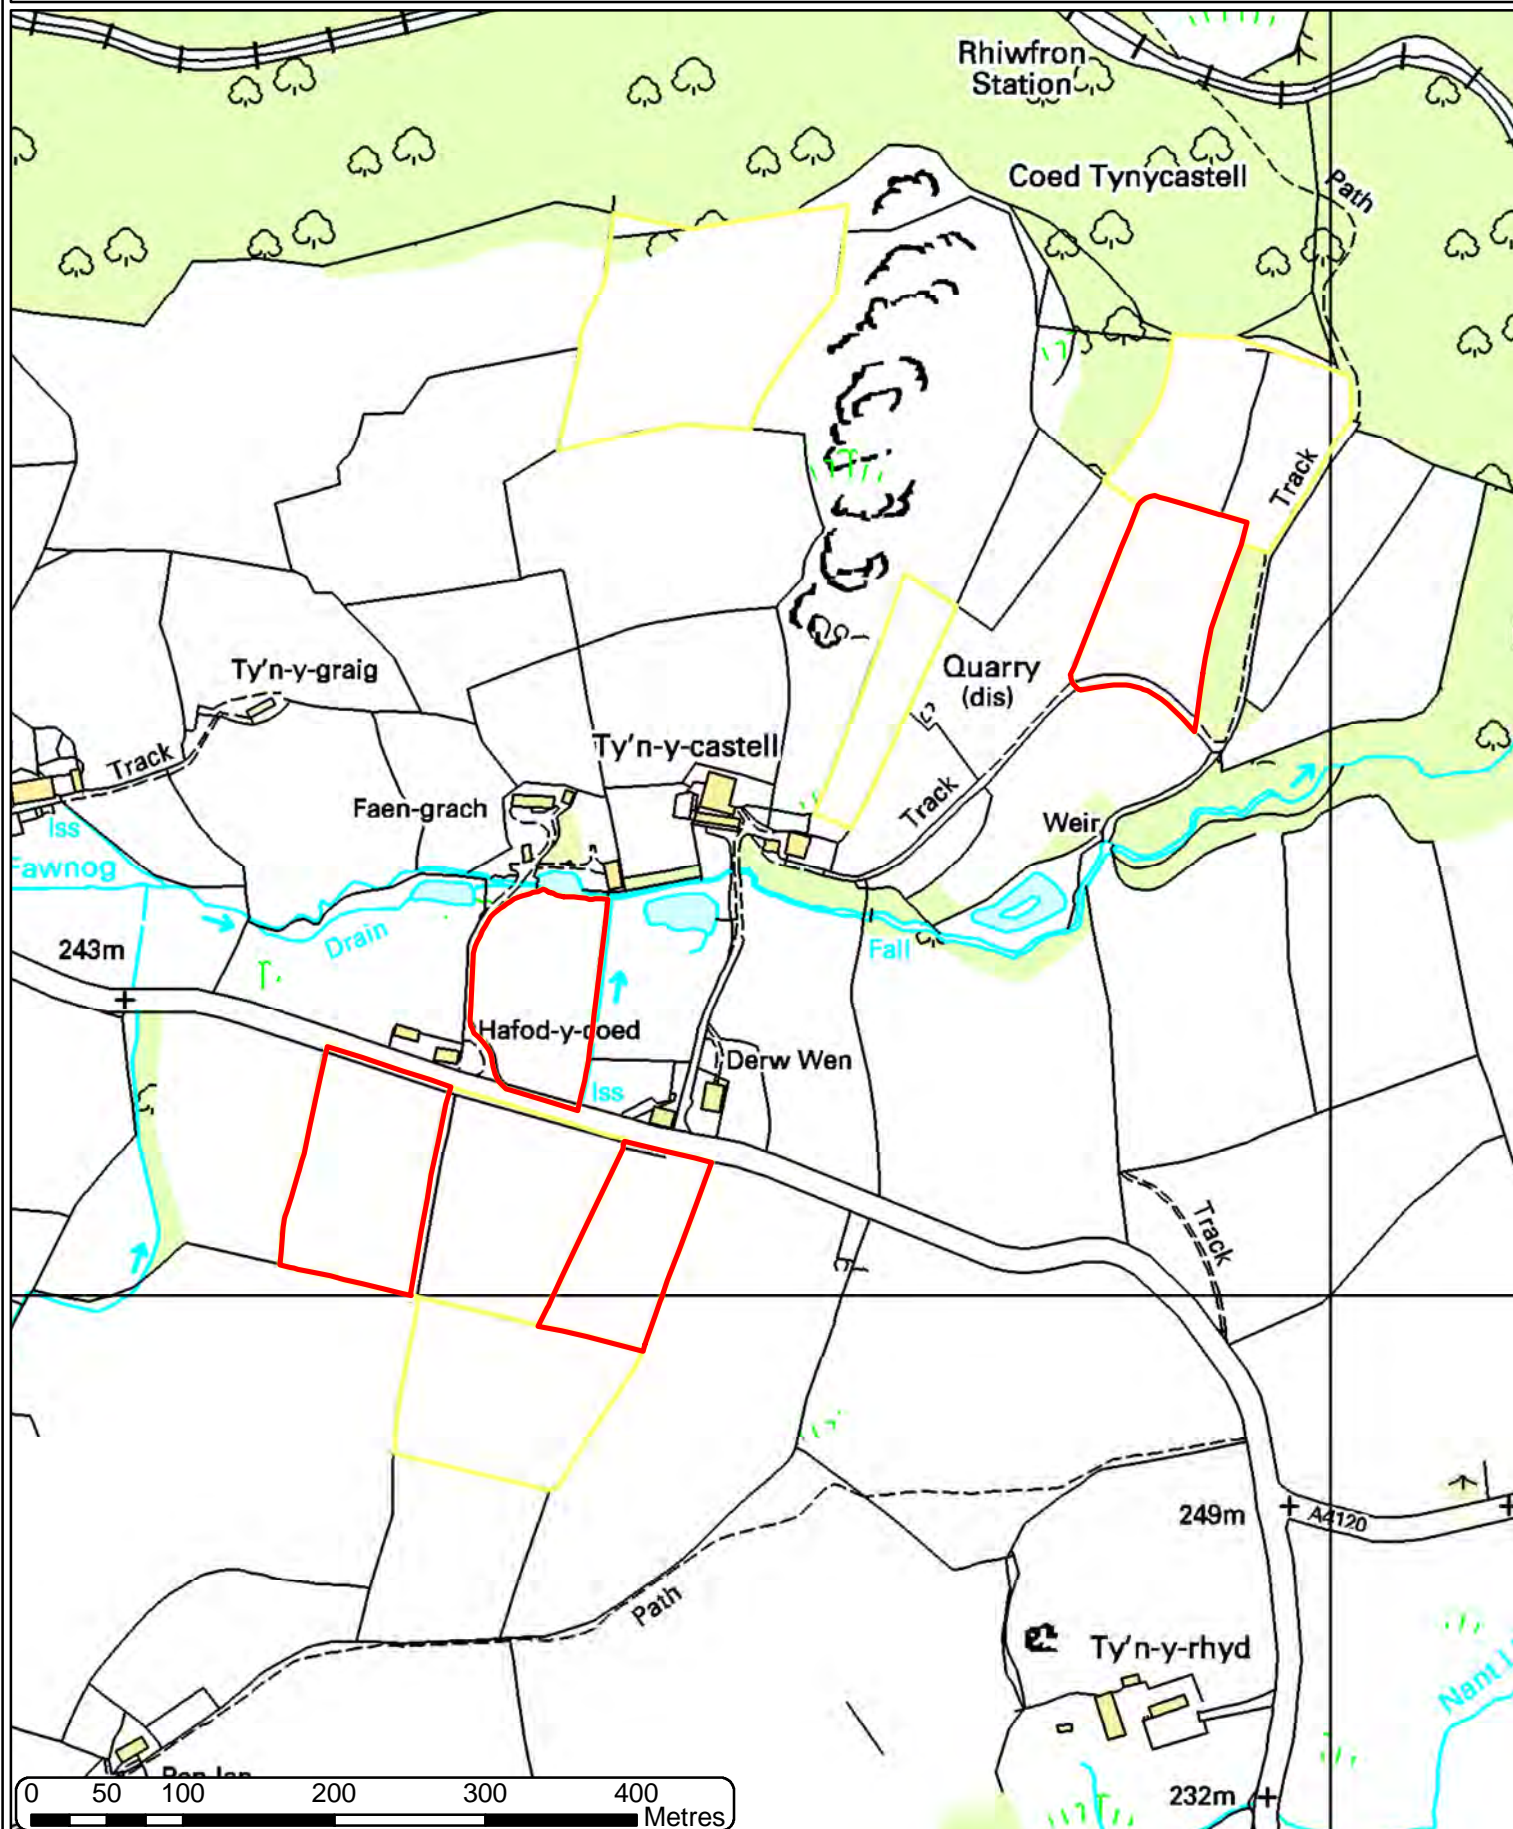 Rhiwfron
Station
Coed Tynycastell
Path
Track
Ty'n-y-graig
Quarry
(dis)
Ty'n-y-castell
Track
Faen-grach
Track
Weir
Iss
Fawnog
Drain
243m
Fall
Hafod-y-coed
Derw Wen
Iss
Track
249m
A4120
Path
Ty'n-y-rhyd
Nant
232m
0 50 100 200 300 400
Metres